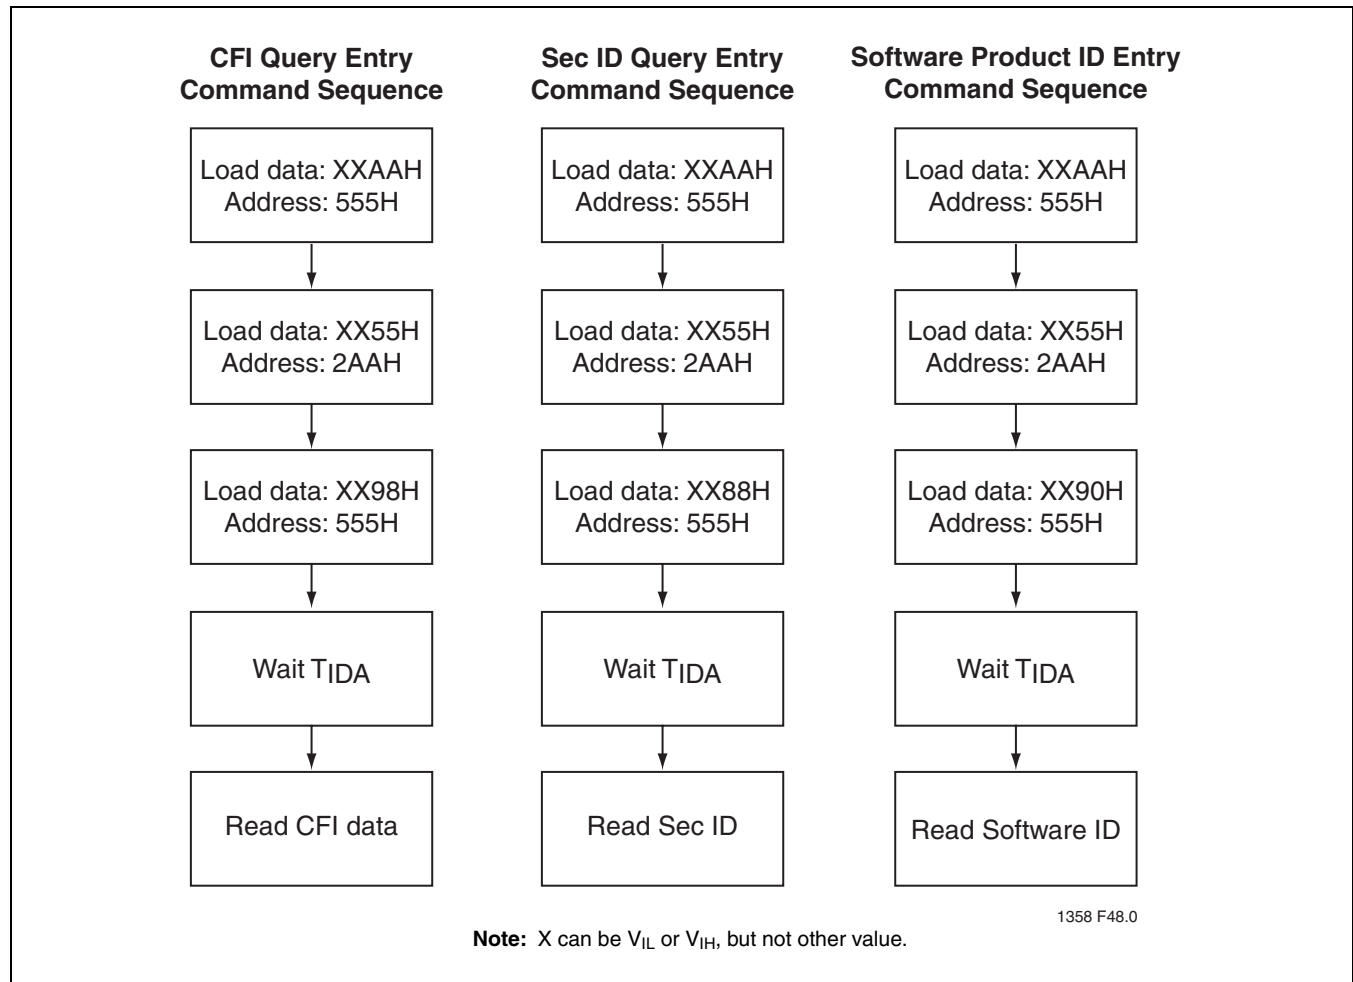 CFI Query Entry
Command Sequence
Load data: XXAAH
Address: 555H
Load data: XX55H
Address: 2AAH
Load data: XX98H
Address: 555H
Wait TIDA
Read CFI data
Sec ID Query Entry
Command Sequence
Load data: XXAAH
Address: 555H
Load data: XX55H
Address: 2AAH
Load data: XX88H
Address: 555H
Wait TIDA
Read Sec ID
Software Product ID Entry
Command Sequence
Load data: XXAAH
Address: 555H
Load data: XX55H
Address: 2AAH
Load data: XX90H
Address: 555H
Wait TIDA
Read Software ID
1358 F48.0
Note: X can be VIL or VIH, but not other value.